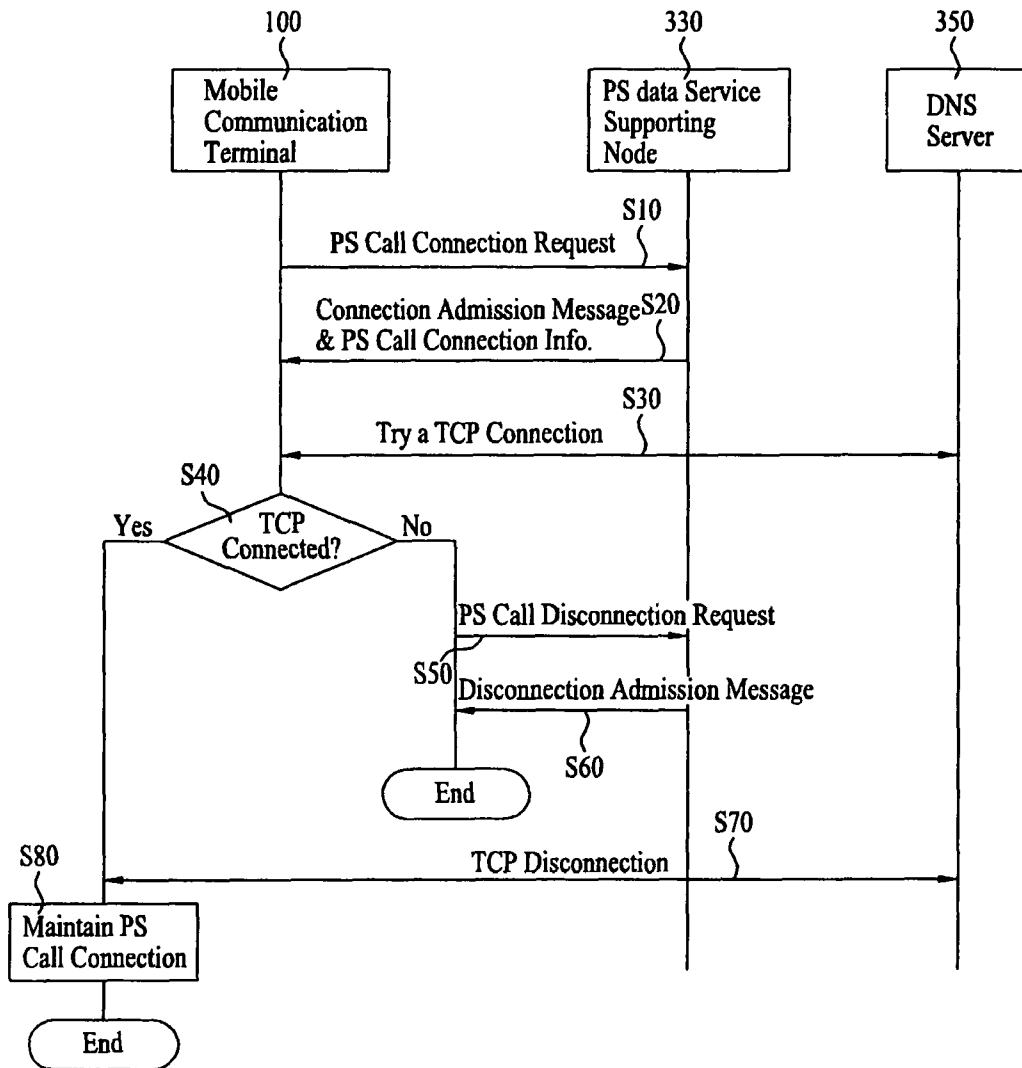 100
330
350
Mobile
Communication
Terminal
PS data Service
Supporting
Node
DNS
Server
S10
PS Call Connection Request
Connection Admission Message
& PS Call Connection Info.
S20
S30
Try a TCP Connection
S40
Yes
TCP
Connected?
No
PS Call Disconnection Request
S50
Disconnection Admission Message
S60
End
S70
TCP Disconnection
S80
Maintain PS
Call Connection
End